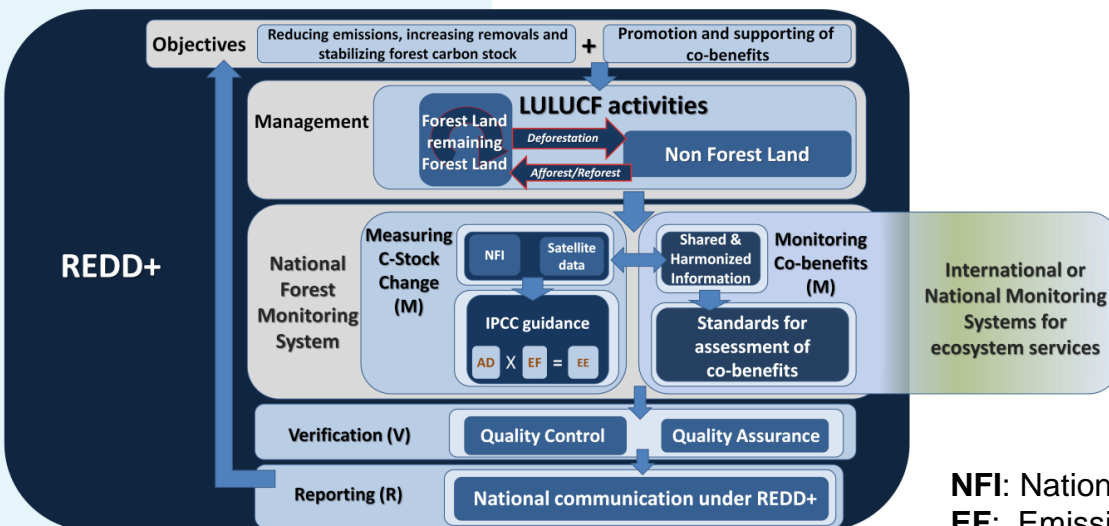 Objectives
Reducing emissions, increasing removals and
stabilizing forest carbon stock
+
Promotion and supporting of
co-benefits
Management
LULUCF activities
Forest Land
remaining
Forest Land
Deforestation
Afforest/Reforest
Non Forest Land
REDD+
National
Forest
Monitoring
System
Measuring
C-Stock
Change
(M)
NFI
Satellite
data
IPCC guidance
AD X EF = EE
Shared &
Harmonized
Information
Monitoring
Co-benefits
(M)
Standards for
assessment of
co-benefits
International or
National Monitoring
Systems for
ecosystem services
Verification (V)
Quality Control
Quality Assurance
Reporting (R)
National communication under REDD+
NFI: Nation
EF: Emissi